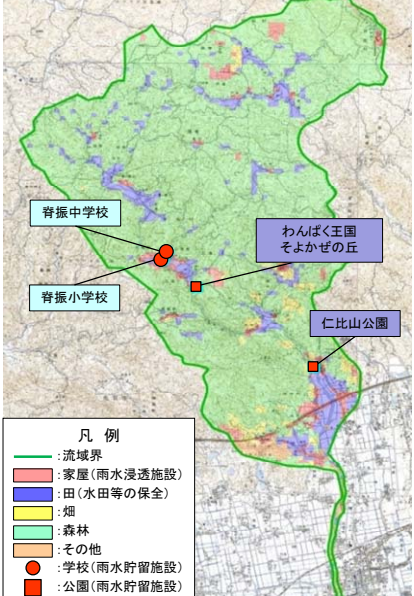 脊振中学校
わんぱく王国
そよかぜの丘
脊振小学校
仁比山公園
凡 例
:流域界
:家屋(雨水浸透施設)
:田(水田等の保全)
:畑
:森林
:その他
:学校(雨水貯留施設)
:公園(雨水貯留施設)